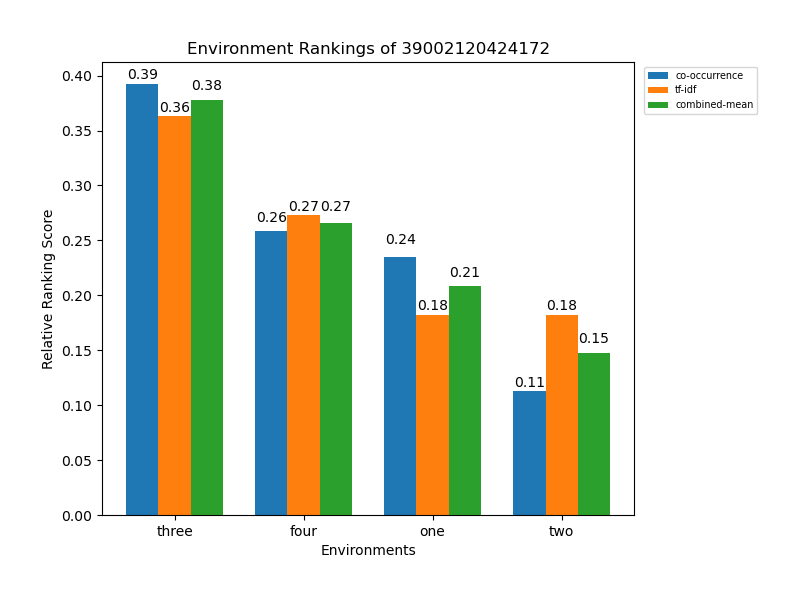 Environment Rankings of 39002120424172
co-occurrence
tf-idf
combined-mean
Relative Ranking Score
0.40
0.35
0.30
0.25
0.20
0.15
0.10
0.05
0.00
0.39
0.36
0.38
0.26
0.27
0.27
0.24
0.18
0.21
0.11
0.18
0.15
three
four
one
two
Environments